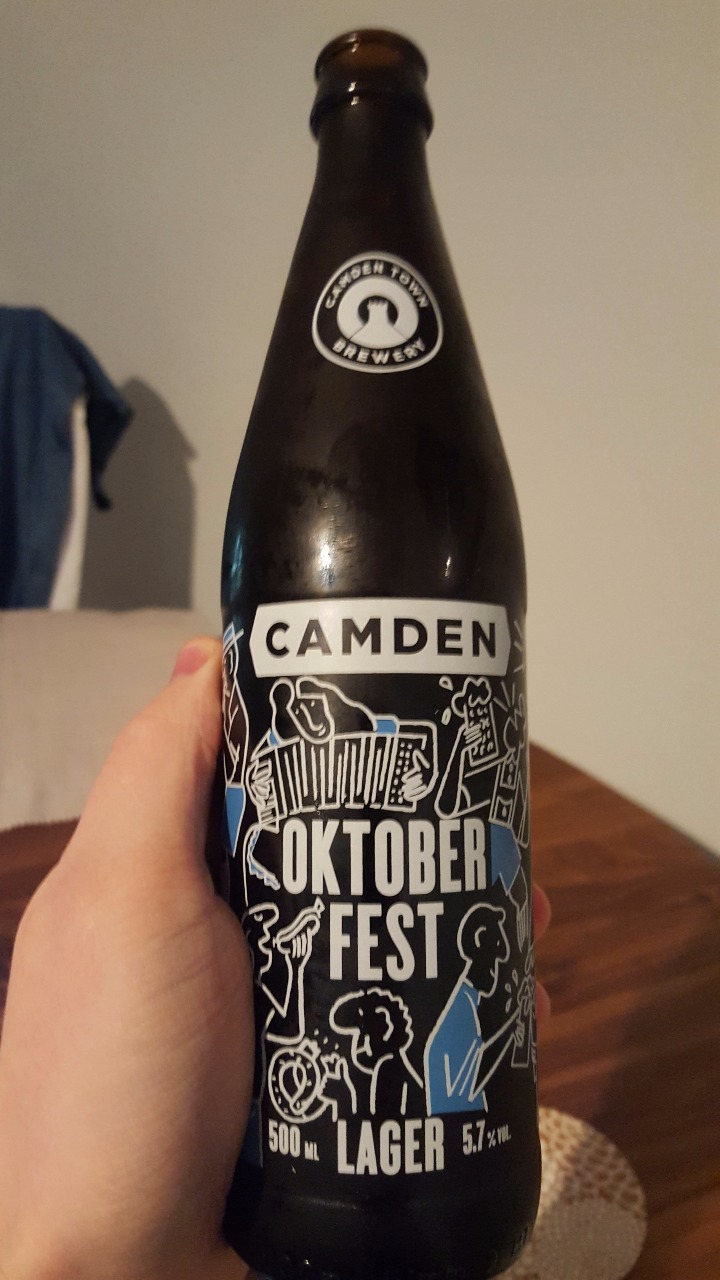 CAMDEN TOWN
BREWERY
CAMDEN
OKTOBER
FEST
500 ML LAGER 5.7% VOL.